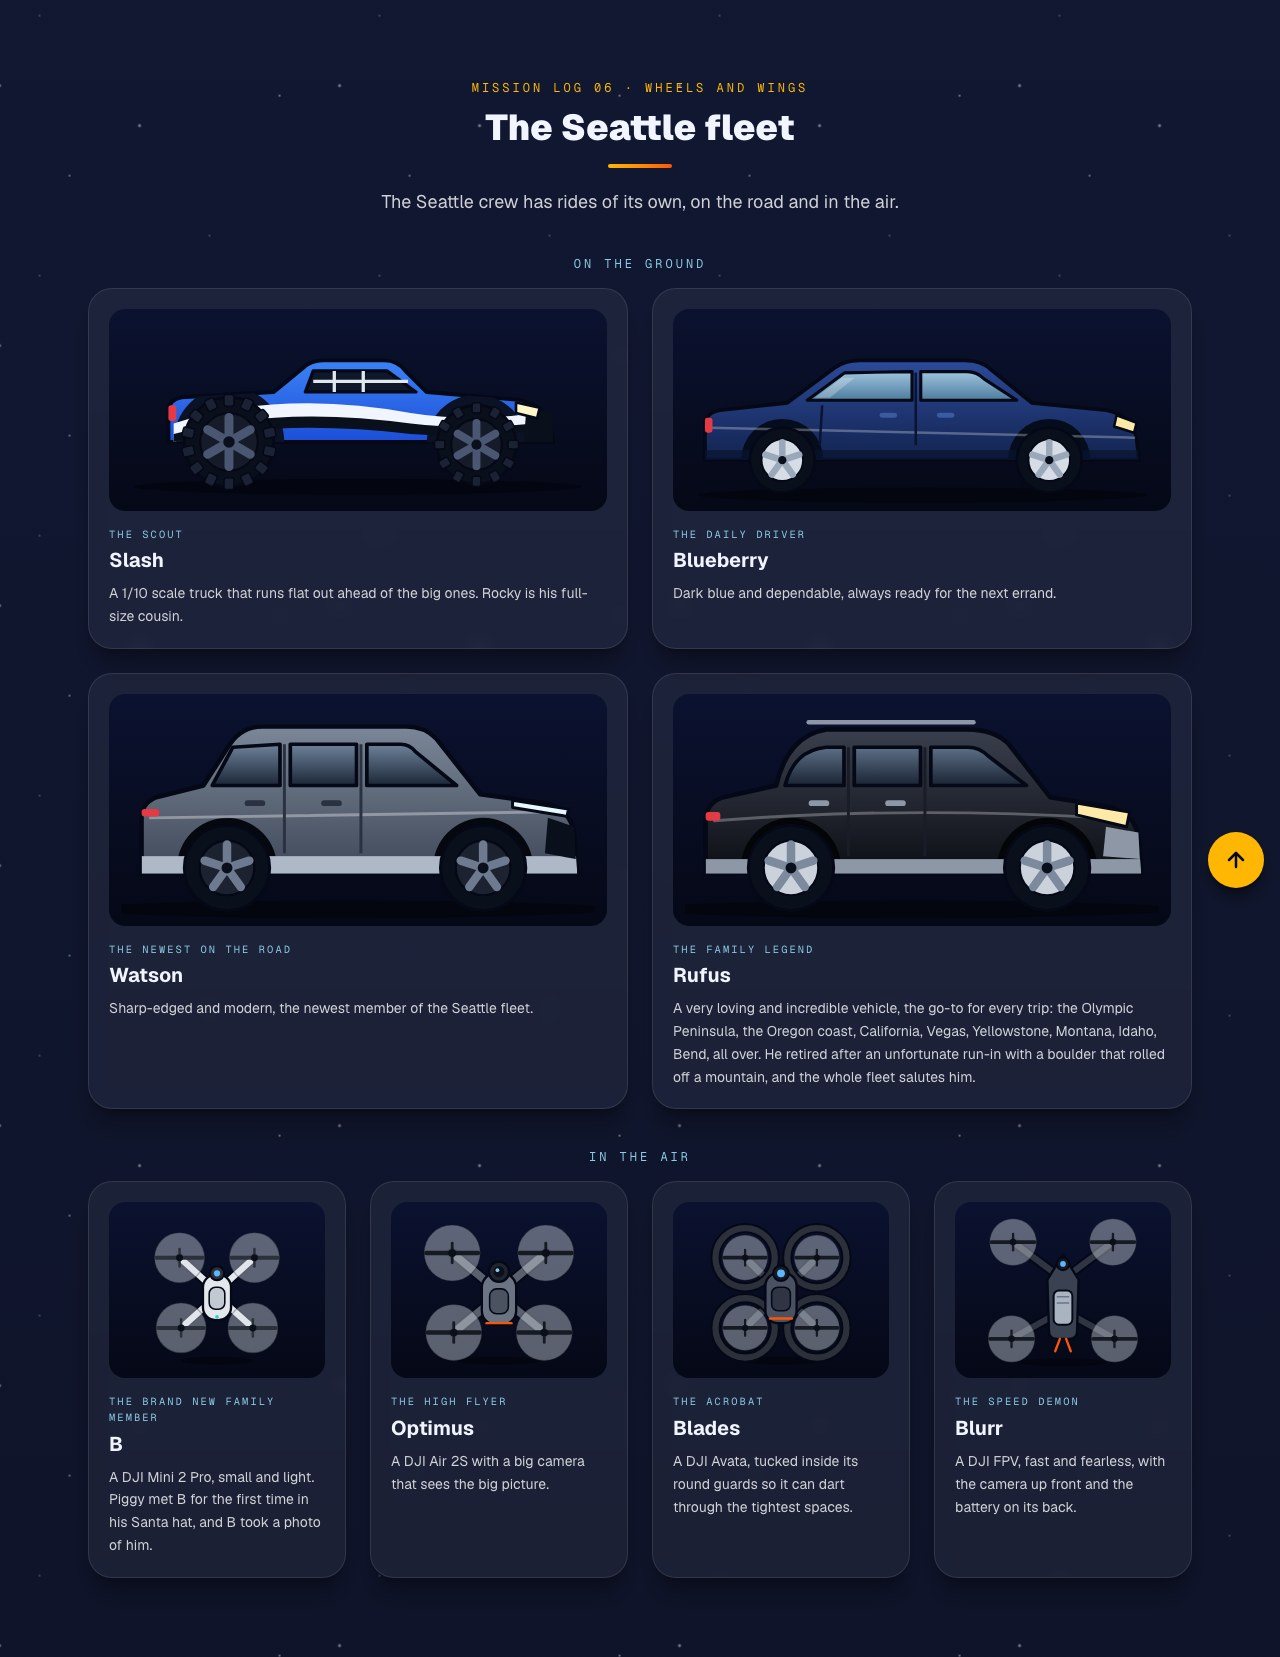 MISSION LOG 06 · WHEELS AND WINGS
The Seattle fleet
The Seattle crew has rides of its own, on the road and in the air.
ON THE GROUND
THE SCOUT
Slash
A 1/10 scale truck that runs flat out ahead of the big ones. Rocky is his full-
size cousin.
THE DAILY DRIVER
Blueberry
Dark blue and dependable, always ready for the next errand.
THE NEWEST ON THE ROAD
Watson
Sharp-edged and modern, the newest member of the Seattle fleet.
THE FAMILY LEGEND
Rufus
A very loving and incredible vehicle, the go-to for every trip: the Olympic
Peninsula, the Oregon coast, California, Vegas, Yellowstone, Montana, Idaho,
Bend, all over. He retired after an unfortunate run-in with a boulder that rolled
off a mountain, and the whole fleet salutes him.
IN THE AIR
THE BRAND NEW FAMILY
MEMBER
B
A DJI Mini 2 Pro, small and light.
Piggy met B for the first time in
his Santa hat, and B took a photo
of him.
THE HIGH FLYER
Optimus
A DJI Air 2S with a big camera
that sees the big picture.
THE ACROBAT
Blades
A DJI Avata, tucked inside its
round guards so it can dart
through the tightest spaces.
THE SPEED DEMON
Blurr
A DJI FPV, fast and fearless, with
the camera up front and the
battery on its back.